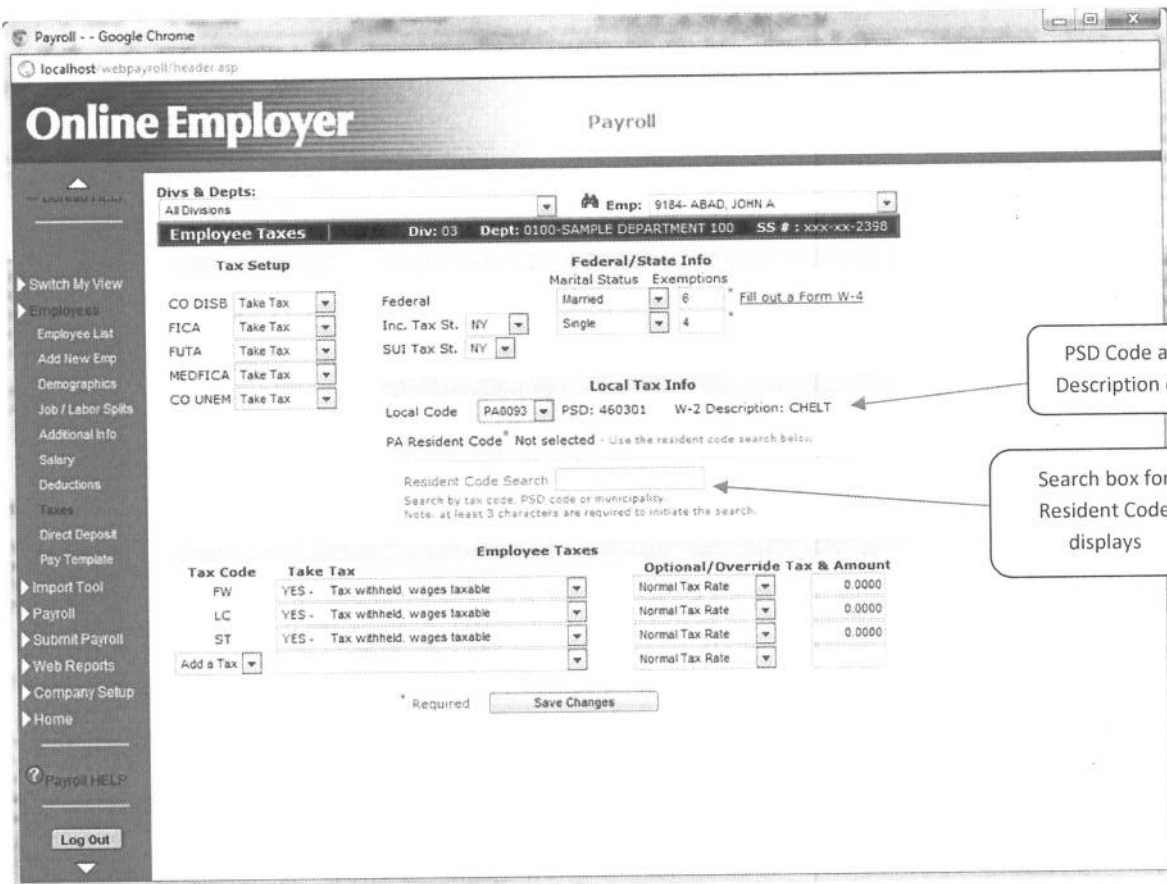 Payroll - - Google Chrome
localhost/webpayroll/header.asp
Online Employer
Payroll
Divs & Depts:
All Divisions
Emp: 9184- ABAD, JOHN A
Employee Taxes Div: 03 Dept: 0100-SAMPLE DEPARTMENT 100 SS # : xxx-xx-2398
Switch My View
Employees
Employee List
Add New Emp
Demographics
Job / Labor Splits
Additional Info
Salary
Deductions
Taxes
Direct Deposit
Pay Template
Import Tool
Payroll
Submit Payroll
Web Reports
Company Setup
Home
Payroll HELP
Log Out
Tax Setup
CO DISB Take Tax
FICA Take Tax
FUTA Take Tax
MEDFICA Take Tax
CO UNEM Take Tax
Federal/State Info
Marital Status Exemptions
Federal Married 6 * Fill out a Form W-4
Inc. Tax St. NY Single 4 *
SUI Tax St. NY
Local Tax Info
Local Code PA0093 PSD: 460301 W-2 Description: CHELT
PA Resident Code* Not selected - Use the resident code search below
Resident Code Search
Search by tax code, PSD code or municipality.
Note: at least 3 characters are required to initiate the search.
PSD Code a
Description
Search box for
Resident Code
displays
Employee Taxes
Tax Code Take Tax Optional/Override Tax & Amount
FW YES - Tax withheld, wages taxable Normal Tax Rate 0.0000
LC YES - Tax withheld, wages taxable Normal Tax Rate 0.0000
ST YES - Tax withheld, wages taxable Normal Tax Rate 0.0000
Add a Tax Normal Tax Rate
* Required Save Changes